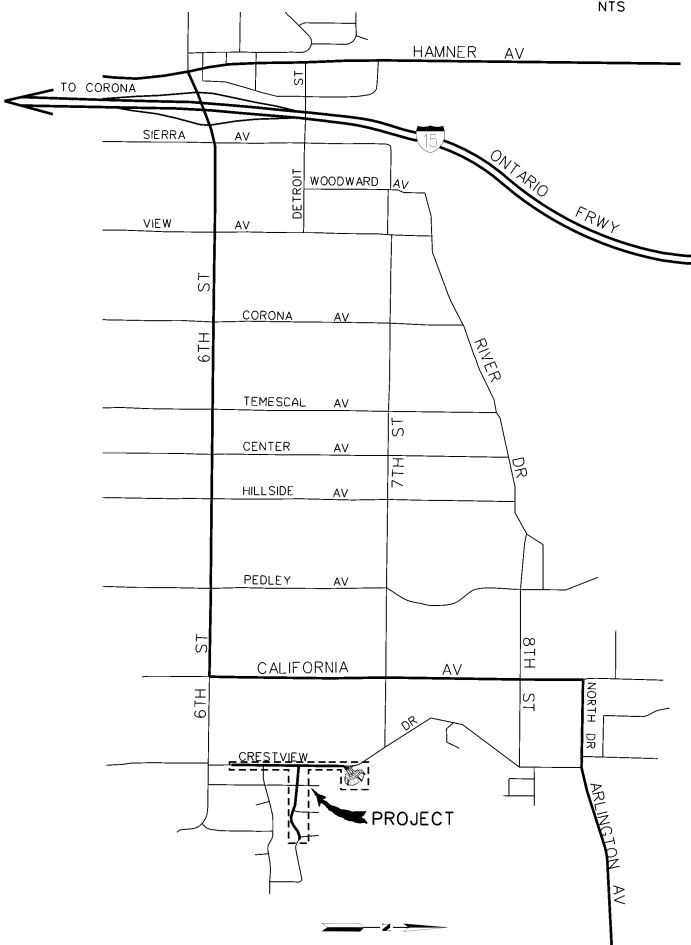 NTS
HAMNER AV
ST
TO CORONA
15
SIERRA AV
ONTARIO FRWY
DETROIT
WOODWARD AV
VIEW AV
6TH ST
CORONA AV
RIVER DR
TEMESCAL AV
7TH ST
CENTER AV
HILLSIDE AV
PEDLEY AV
6TH ST
8TH ST
CALIFORNIA AV
NORTH DR
CRESTVIEW DR
PROJECT
ARLINGTON AV
N